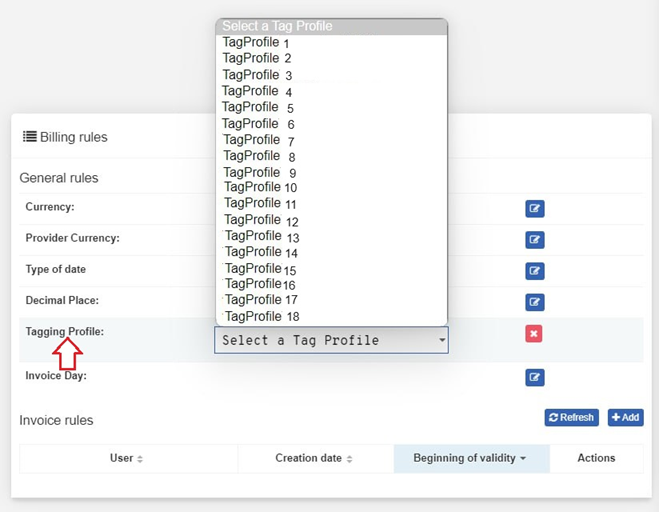 Select a Tag Profile
TagProfile 1
TagProfile 2
TagProfile 3
TagProfile 4
TagProfile 5
TagProfile 6
TagProfile 7
TagProfile 8
TagProfile 9
TagProfile 10
TagProfile 11
TagProfile 12
TagProfile 13
TagProfile 14
TagProfile 15
TagProfile 16
TagProfile 17
TagProfile 18
Billing rules
General rules
Currency:
Provider Currency:
Type of date
Decimal Place:
Tagging Profile:
Select a Tag Profile
Invoice Day:
Invoice rules Refresh Add
User Creation date Beginning of validity Actions